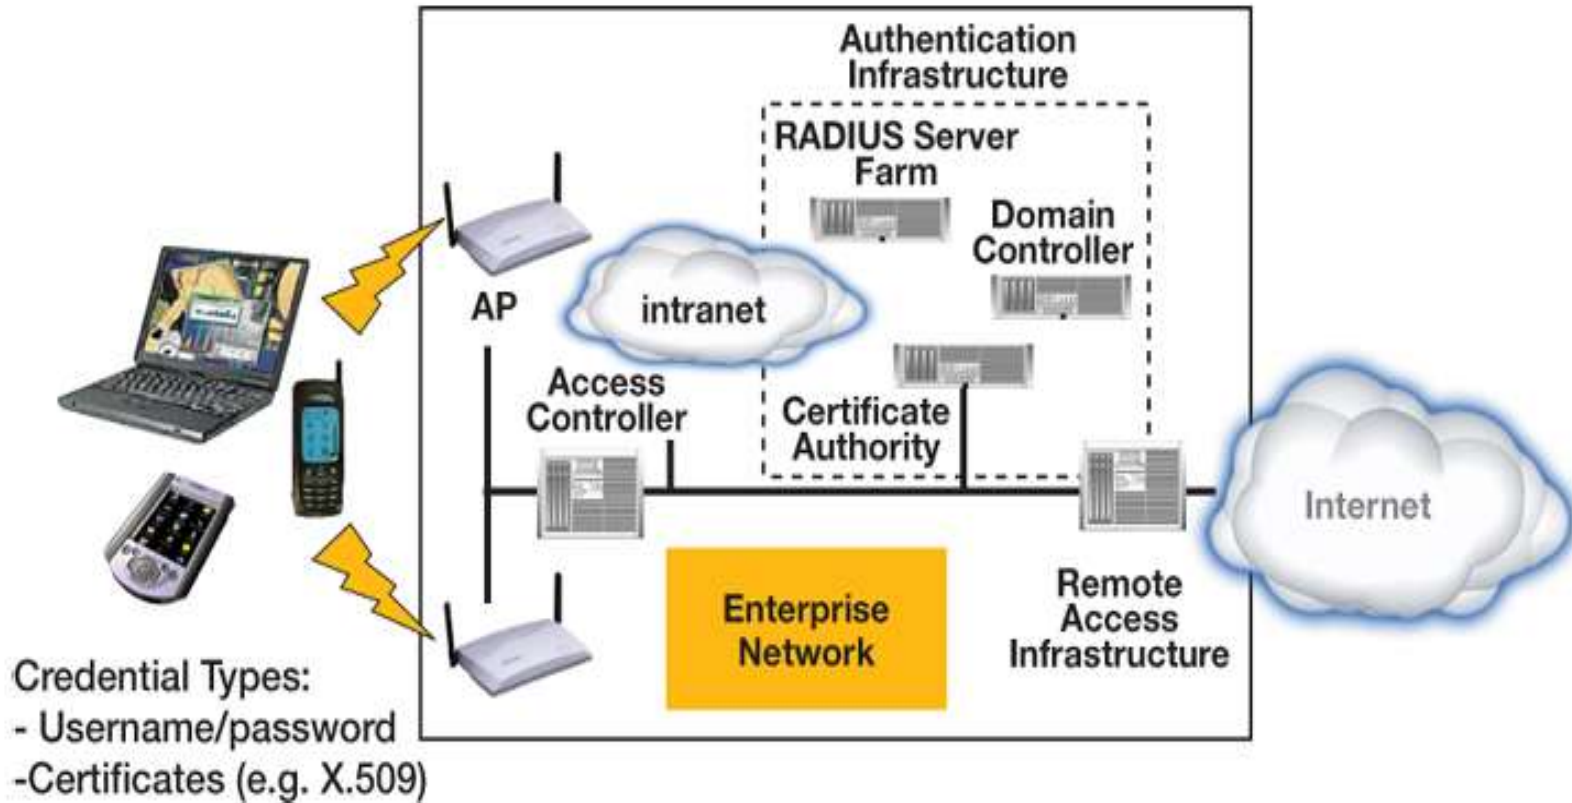 Authentication
Infrastructure
RADIUS Server
Farm
Domain
Controller
AP
intranet
Access
Controller
Certificate
Authority
Internet
Enterprise
Network
Remote
Access
Infrastructure
Credential Types:
- Username/password
-Certificates (e.g. X.509)